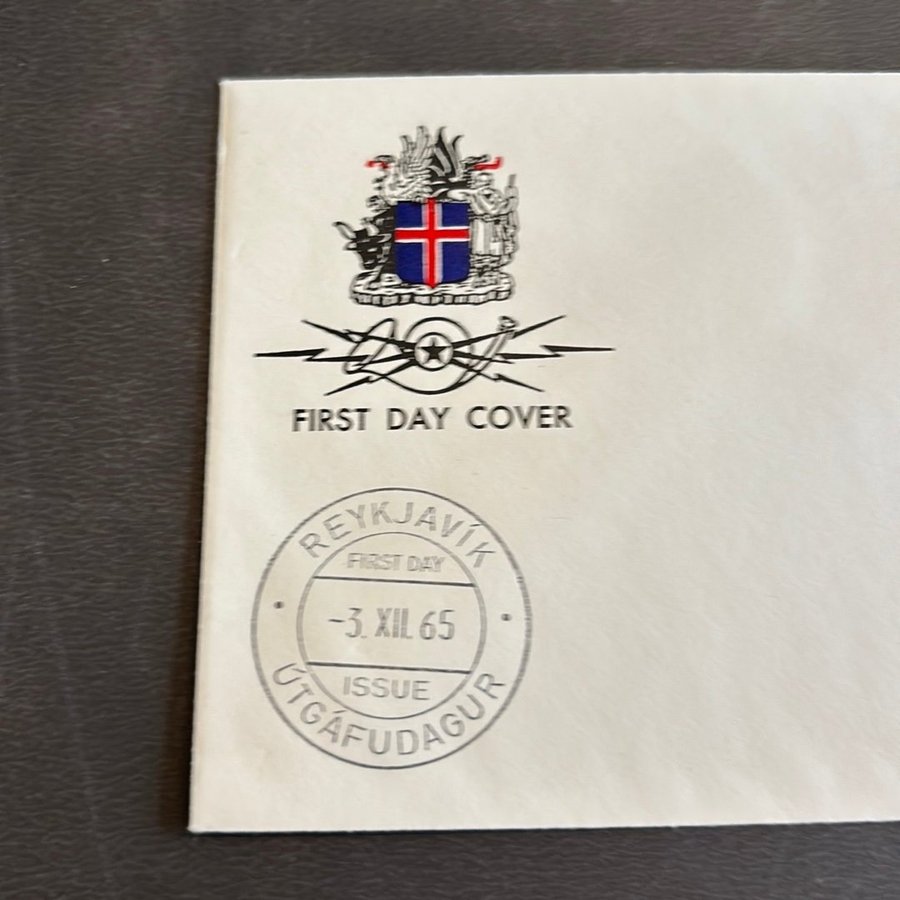 FIRST DAY COVER
REYKJAVÍK
FIRST DAY
-3. XII. 65
ISSUE
ÚTGÁFUDAGUR